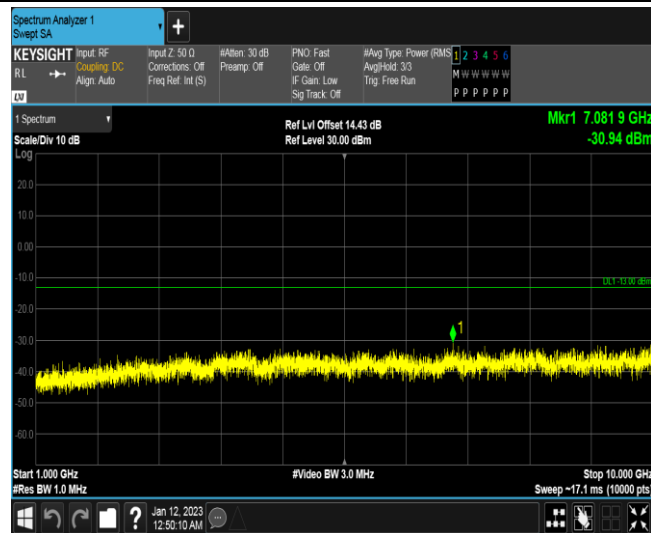 Spectrum Analyzer 1
Swept SA
+
KEYSIGHT
RL
LXI
Input: RF
Coupling: DC
Align: Auto
Input Z: 50 Ω
Corrections: Off
Freq Ref: Int (S)
#Atten: 30 dB
Preamp: Off
PNO: Fast
Gate: Off
IF Gain: Low
Sig Track: Off
#Avg Type: Power (RMS
Avg|Hold: 3/3
Trig: Free Run
1 2 3 4 5 6
M W W W W W
P P P P P P
1 Spectrum
Scale/Div 10 dB
Log
Ref Lvl Offset 14.43 dB
Ref Level 30.00 dBm
Mkr1 7.081 9 GHz
-30.94 dBm
20.0
10.0
0.00
-10.0
DL1 -13.00 dBm
-20.0
1
-30.0
-40.0
-50.0
-60.0
Start 1.000 GHz
#Res BW 1.0 MHz
#Video BW 3.0 MHz
Stop 10.000 GHz
Sweep ~17.1 ms (10000 pts)
?
Jan 12, 2023
12:50:10 AM